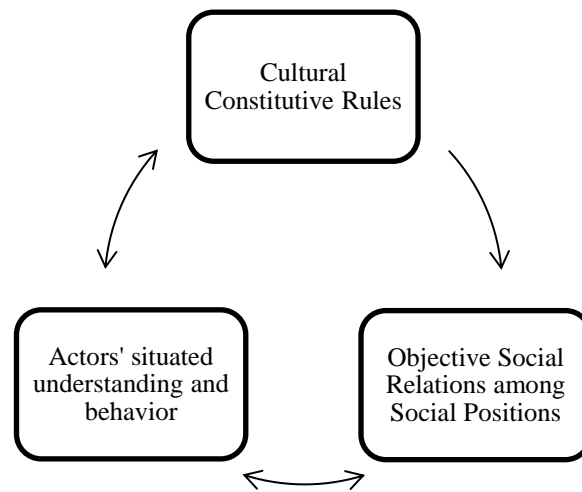 Cultural
Constitutive Rules
Actors' situated
understanding and
behavior
Objective Social
Relations among
Social Positions